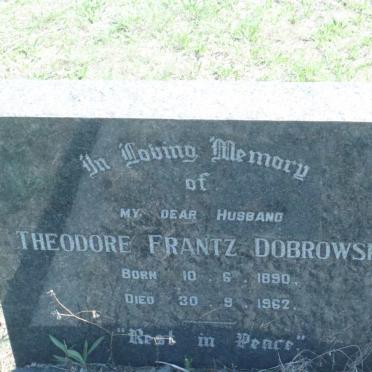 In Loving Memory
of
MY DEAR HUSBAND
THEODORE FRANTZ DOBROWSK
BORN 10 . 6 . 1890.
DIED 30 . 9 . 1962.
"Rest in Peace"